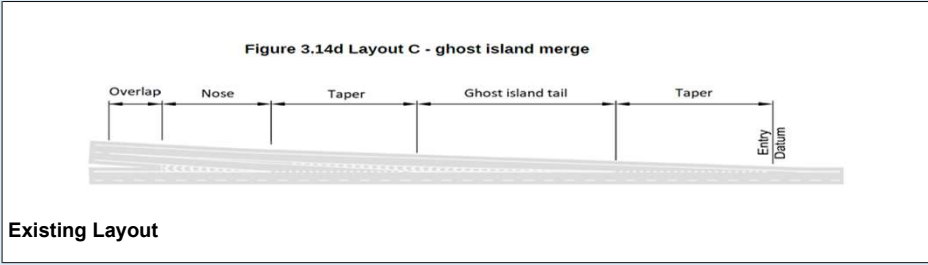 Figure 3.14d Layout C - ghost island merge
Overlap Nose Taper Ghost island tail Taper
Entry
Datum
Existing Layout